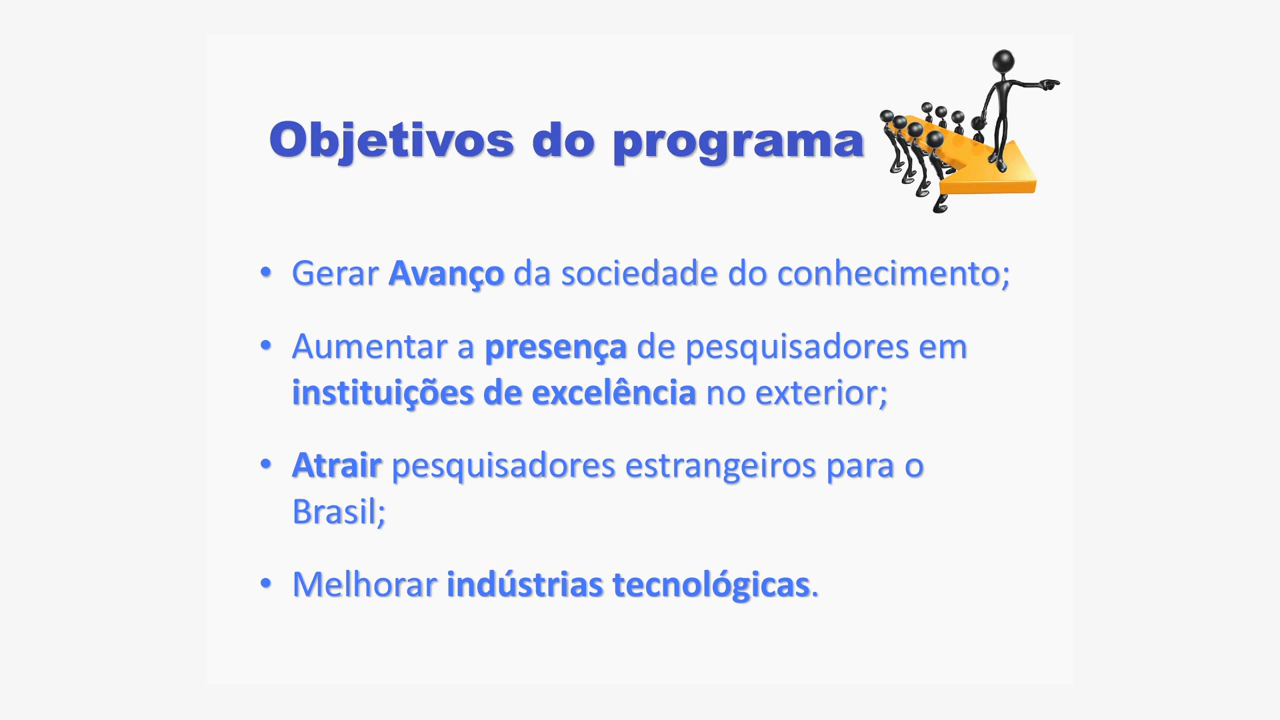 Objetivos do programa
• Gerar Avanço da sociedade do conhecimento;
• Aumentar a presença de pesquisadores em
instituições de excelência no exterior;
• Atrair pesquisadores estrangeiros para o
Brasil;
• Melhorar indústrias tecnológicas.